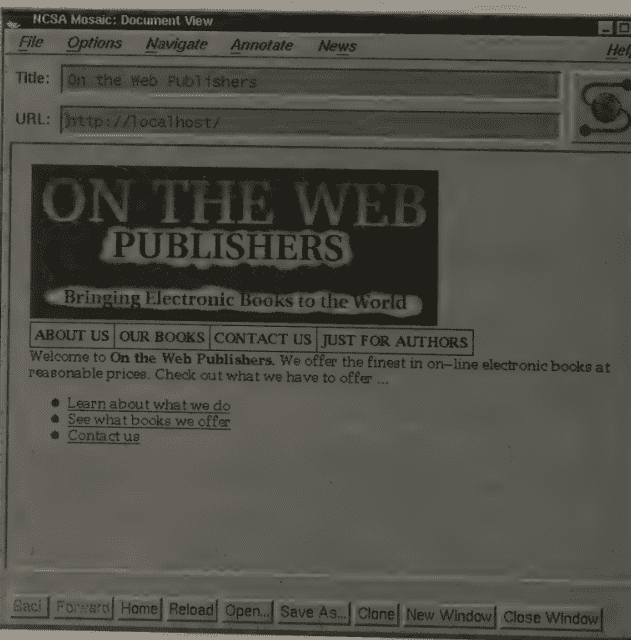 NCSA Mosaic: Document View
File Options Navigate Annotate News Help
Title: On the Web Publishers
URL: http://localhost/
ON THE WEB
PUBLISHERS
Bringing Electronic Books to the World
ABOUT US OUR BOOKS CONTACT US JUST FOR AUTHORS
Welcome to On the Web Publishers. We offer the finest in on-line electronic books at
reasonable prices. Check out what we have to offer ...
Learn about what we do
See what books we offer
Contact us
Back Forward Home Reload Open... Save As... Clone New Window Close Window